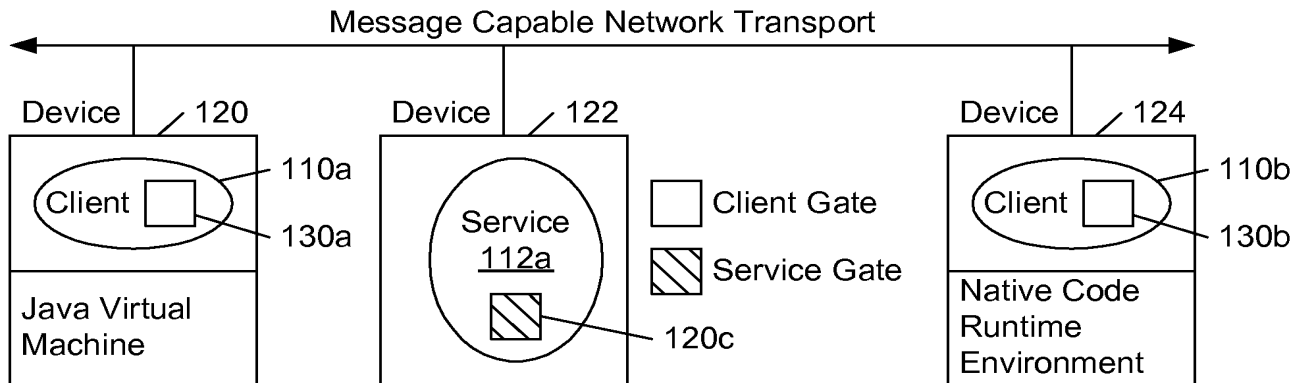 Message Capable Network Transport
Device
120
Device
122
Device
124
Client
110a
130a
Java Virtual
Machine
Service
112a
120c
Client Gate
Service Gate
Client
110b
130b
Native Code
Runtime
Environment